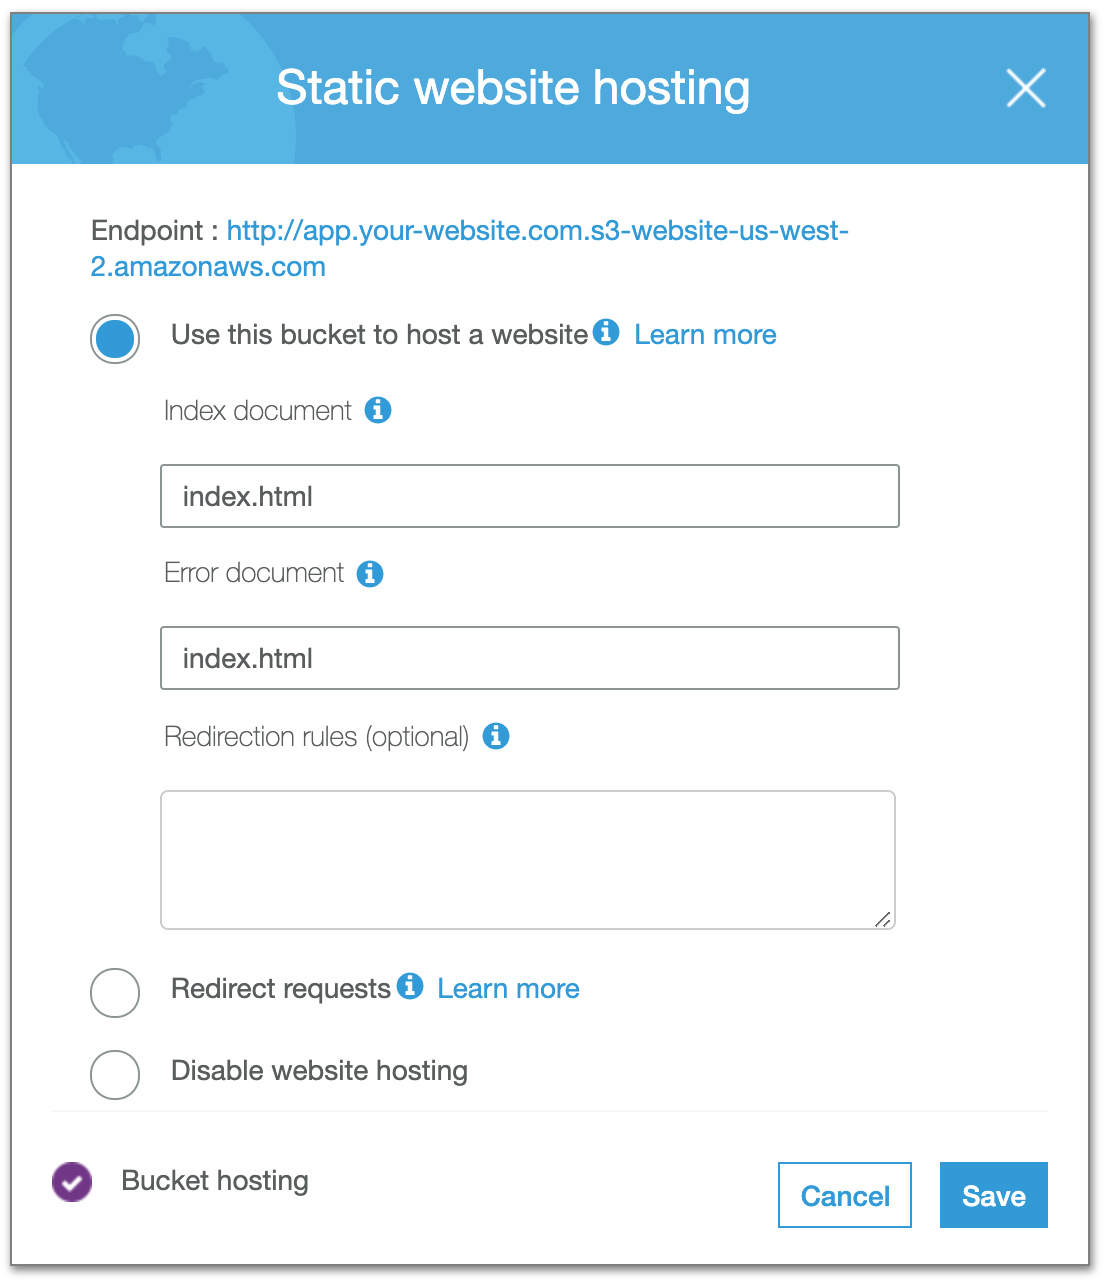 Static website hosting
Endpoint : http://app.your-website.com.s3-website-us-west-
2.amazonaws.com
Use this bucket to host a website Learn more
Index document
index.html
Error document
index.html
Redirection rules (optional)
Redirect requests Learn more
Disable website hosting
Bucket hosting
Cancel Save